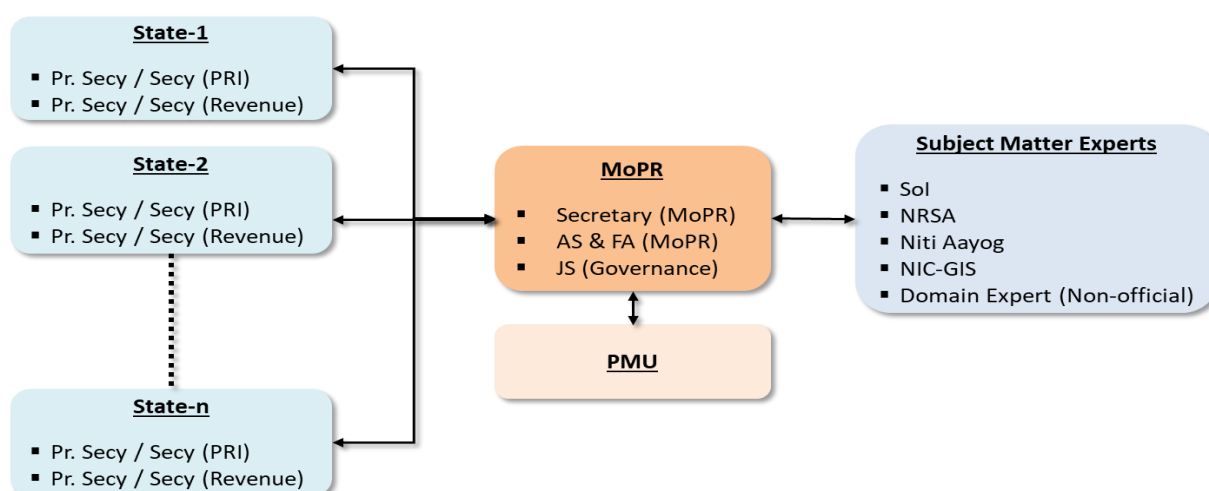 State-1
▪ Pr. Secy / Secy (PRI)
▪ Pr. Secy / Secy (Revenue)
State-2
▪ Pr. Secy / Secy (PRI)
▪ Pr. Secy / Secy (Revenue)
State-n
▪ Pr. Secy / Secy (PRI)
▪ Pr. Secy / Secy (Revenue)
MoPR
▪ Secretary (MoPR)
▪ AS & FA (MoPR)
▪ JS (Governance)
PMU
Subject Matter Experts
▪ SoI
▪ NRSA
▪ Niti Aayog
▪ NIC-GIS
▪ Domain Expert (Non-official)